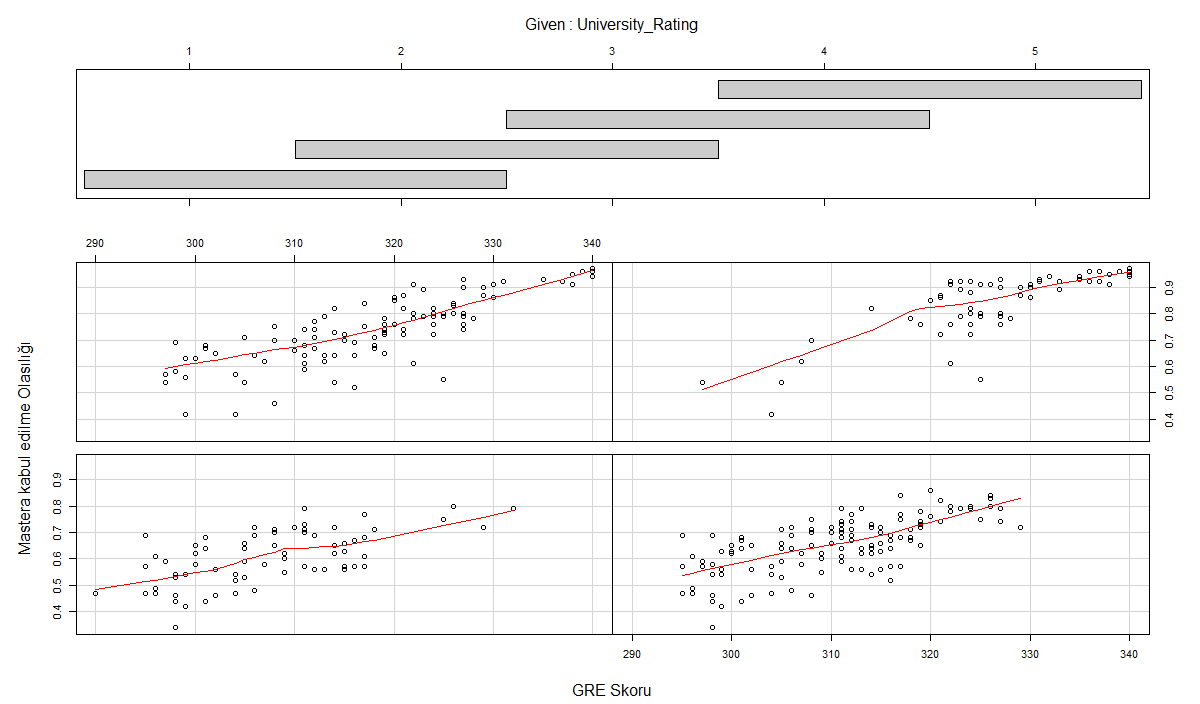 Given : University_Rating
1 2 3 4 5
290 300 310 320 330 340
0.4 0.5 0.6 0.7 0.8 0.9
Mastera kabul edilme Olasılığı
0.4 0.5 0.6 0.7 0.8 0.9
290 300 310 320 330 340
GRE Skoru